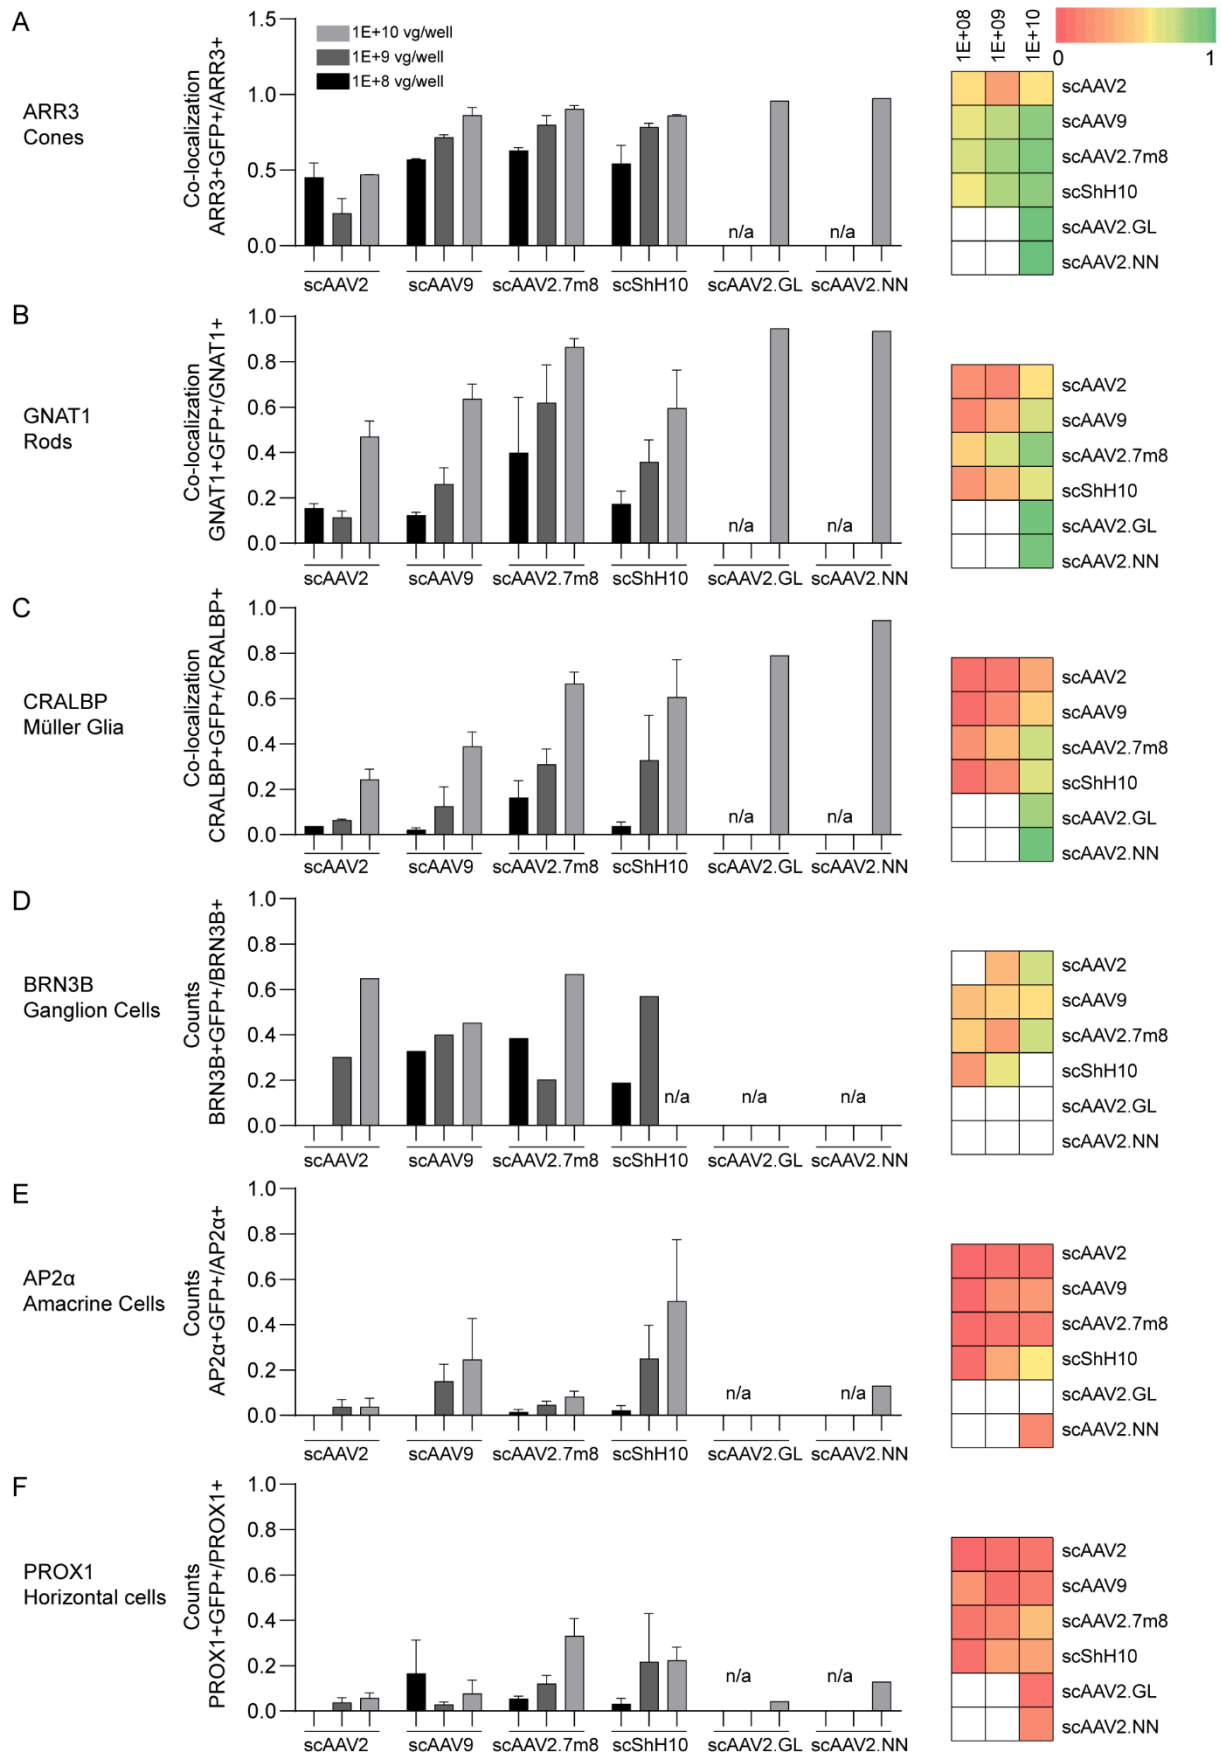 A
ARR3
Cones
Co-localization
ARR3+GFP+/ARR3+
1.5
1.0
0.5
0.0
1E+10 vg/well
1E+9 vg/well
1E+8 vg/well
n/a
n/a
scAAV2
scAAV9
scAAV2.7m8
scShH10
scAAV2.GL
scAAV2.NN
1E+08
1E+09
1E+10
0
1
scAAV2
scAAV9
scAAV2.7m8
scShH10
scAAV2.GL
scAAV2.NN
B
GNAT1
Rods
Co-localization
GNAT1+GFP+/GNAT1+
1.0
0.8
0.6
0.4
0.2
0.0
n/a
n/a
scAAV2
scAAV9
scAAV2.7m8
scShH10
scAAV2.GL
scAAV2.NN
scAAV2
scAAV9
scAAV2.7m8
scShH10
scAAV2.GL
scAAV2.NN
C
CRALBP
Müller Glia
Co-localization
CRALBP+GFP+/CRALBP+
1.0
0.8
0.6
0.4
0.2
0.0
n/a
n/a
scAAV2
scAAV9
scAAV2.7m8
scShH10
scAAV2.GL
scAAV2.NN
scAAV2
scAAV9
scAAV2.7m8
scShH10
scAAV2.GL
scAAV2.NN
D
BRN3B
Ganglion Cells
Counts
BRN3B+GFP+/BRN3B+
1.0
0.8
0.6
0.4
0.2
0.0
n/a
n/a
n/a
scAAV2
scAAV9
scAAV2.7m8
scShH10
scAAV2.GL
scAAV2.NN
scAAV2
scAAV9
scAAV2.7m8
scShH10
scAAV2.GL
scAAV2.NN
E
AP2α
Amacrine Cells
Counts
AP2α+GFP+/AP2α+
1.0
0.8
0.6
0.4
0.2
0.0
n/a
n/a
scAAV2
scAAV9
scAAV2.7m8
scShH10
scAAV2.GL
scAAV2.NN
scAAV2
scAAV9
scAAV2.7m8
scShH10
scAAV2.GL
scAAV2.NN
F
PROX1
Horizontal cells
Counts
PROX1+GFP+/PROX1+
1.0
0.8
0.6
0.4
0.2
0.0
n/a
n/a
scAAV2
scAAV9
scAAV2.7m8
scShH10
scAAV2.GL
scAAV2.NN
scAAV2
scAAV9
scAAV2.7m8
scShH10
scAAV2.GL
scAAV2.NN